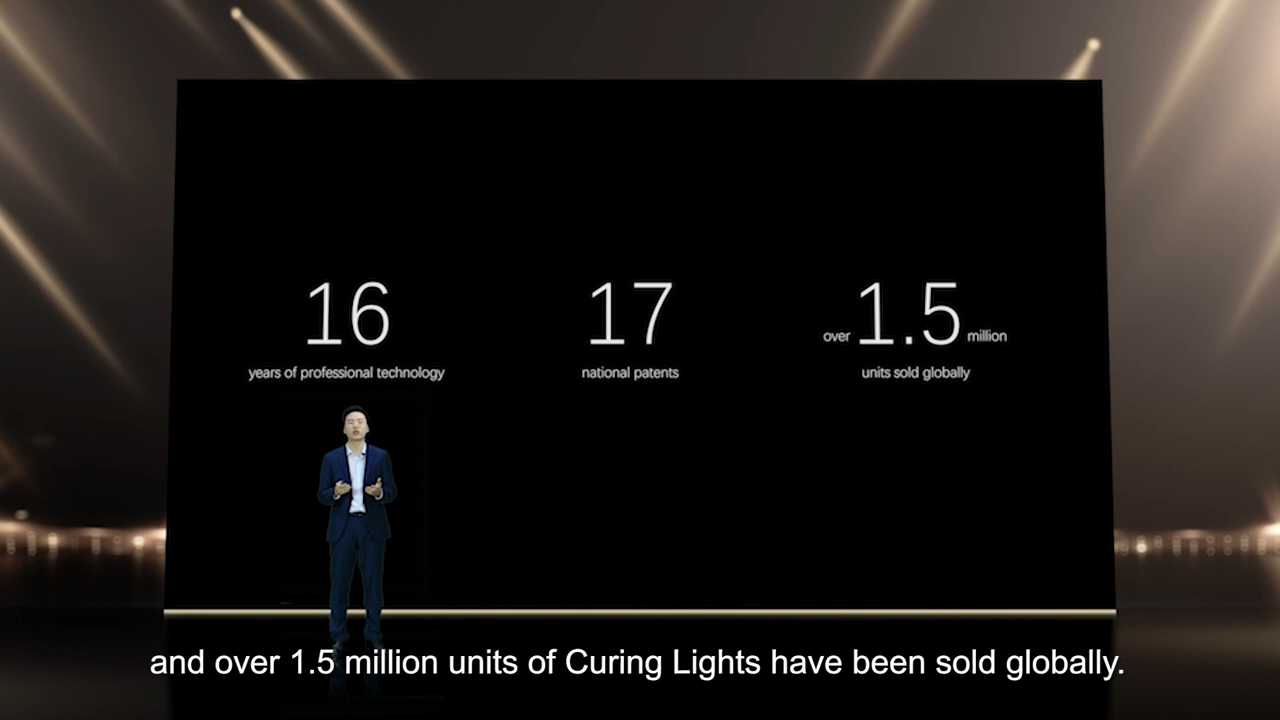 16
years of professional technology
17
national patents
over 1.5 million
units sold globally
and over 1.5 million units of Curing Lights have been sold globally.